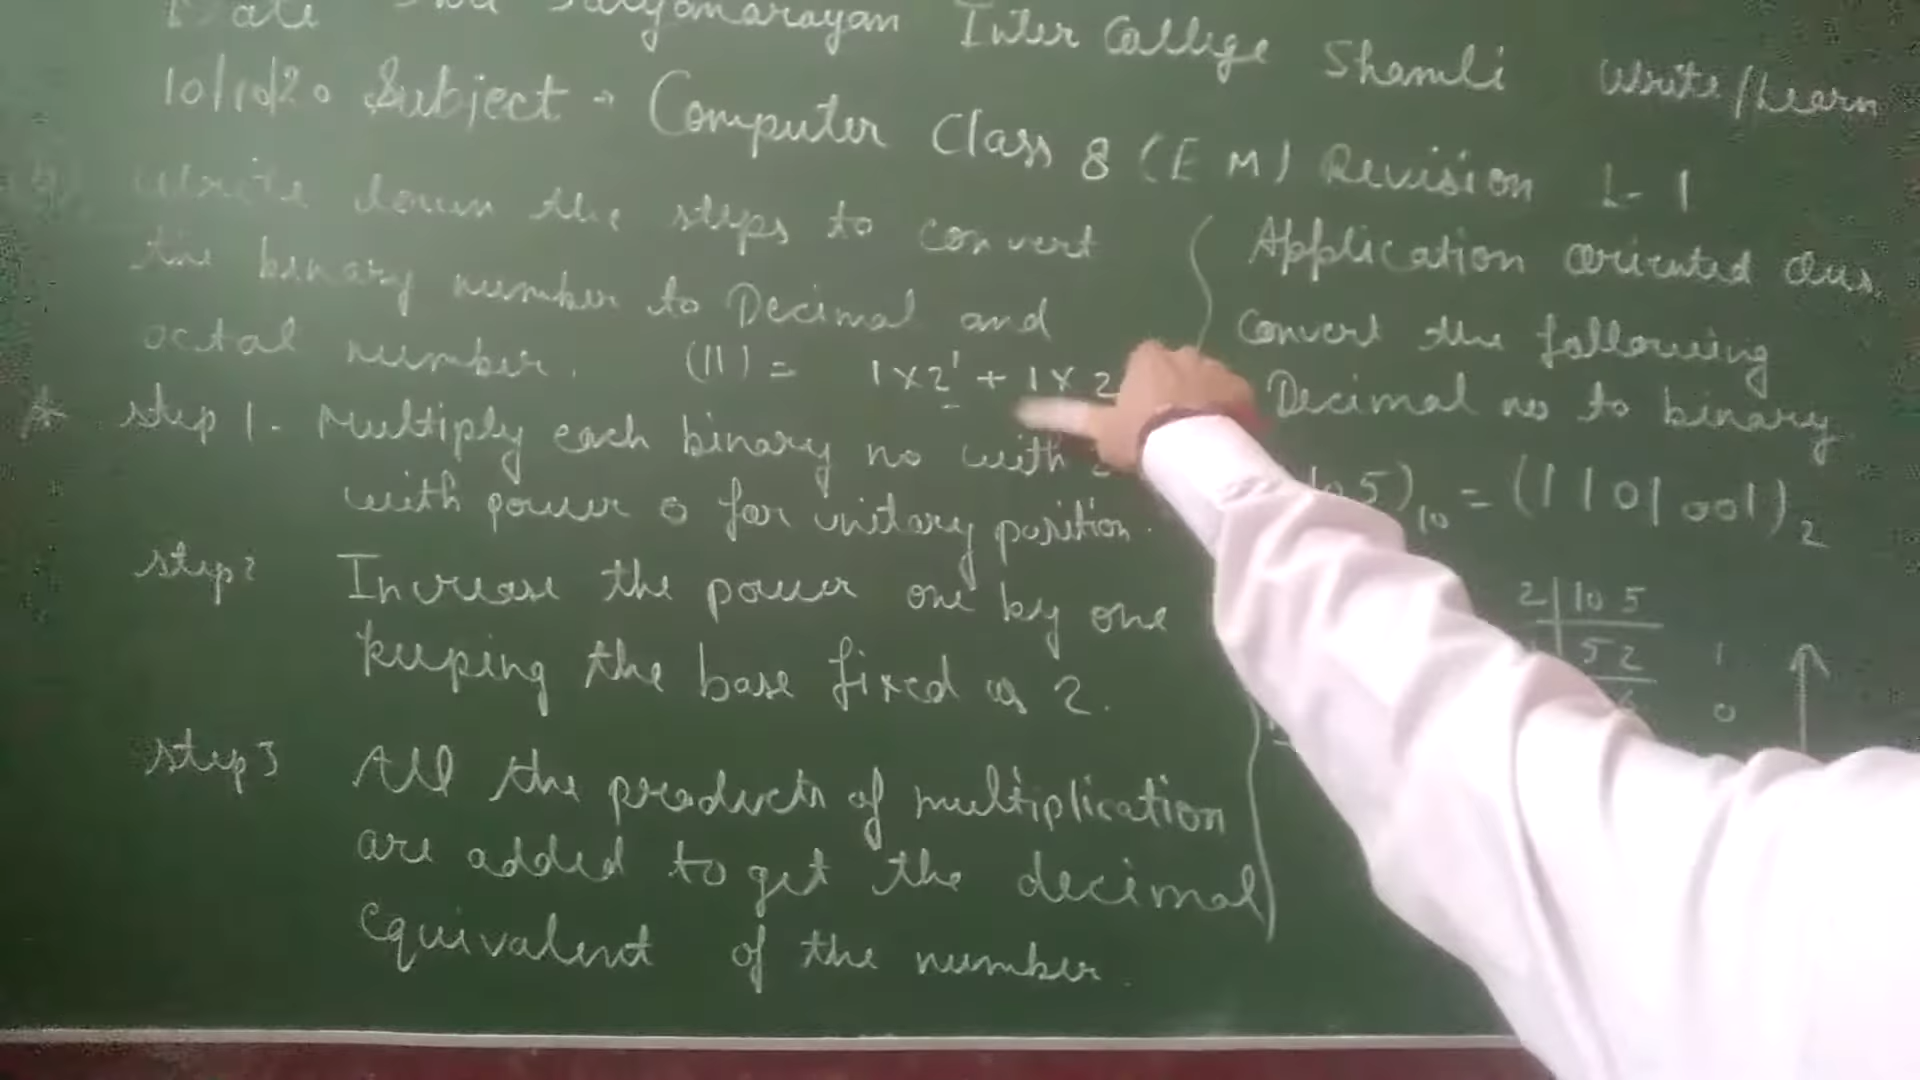 Date Shri Satyanarayan Inter College Shamli Write/Learn
10/10/20 Subject - Computer Class 8 (E M) Revision L-1
Write down the steps to convert
the binary number to Decimal and
octal number. (11) = 1×2¹ + 1×2
step 1. Multiply each binary no with
with power 0 for unitary position.
step 2 Increase the power one by one
keeping the base fixed as 2.
step 3 All the products of multiplication
are added to get the decimal
equivalent of the number.
Application oriented Ques.
Convert the following
Decimal no to binary
105)₁₀ = (1101001)₂
2 | 105
52 1
6 0